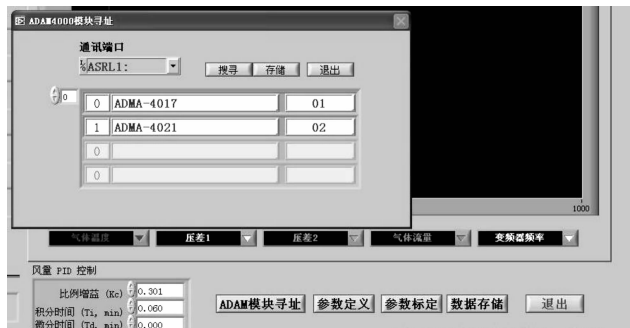 ADAM4000模块寻址
通讯端口
ASRL1:
搜寻 存储 退出
0
0 ADMA-4017 01
1 ADMA-4021 02
0
0
1000
气体温度 压差1 压差2 气体流量 变频器频率
风量 PID 控制
比例增益 (Kc) 0.301
积分时间 (Ti, min) 0.060
微分时间 (Td, min) 0.000
ADAM模块寻址 参数定义 参数标定 数据存储 退出